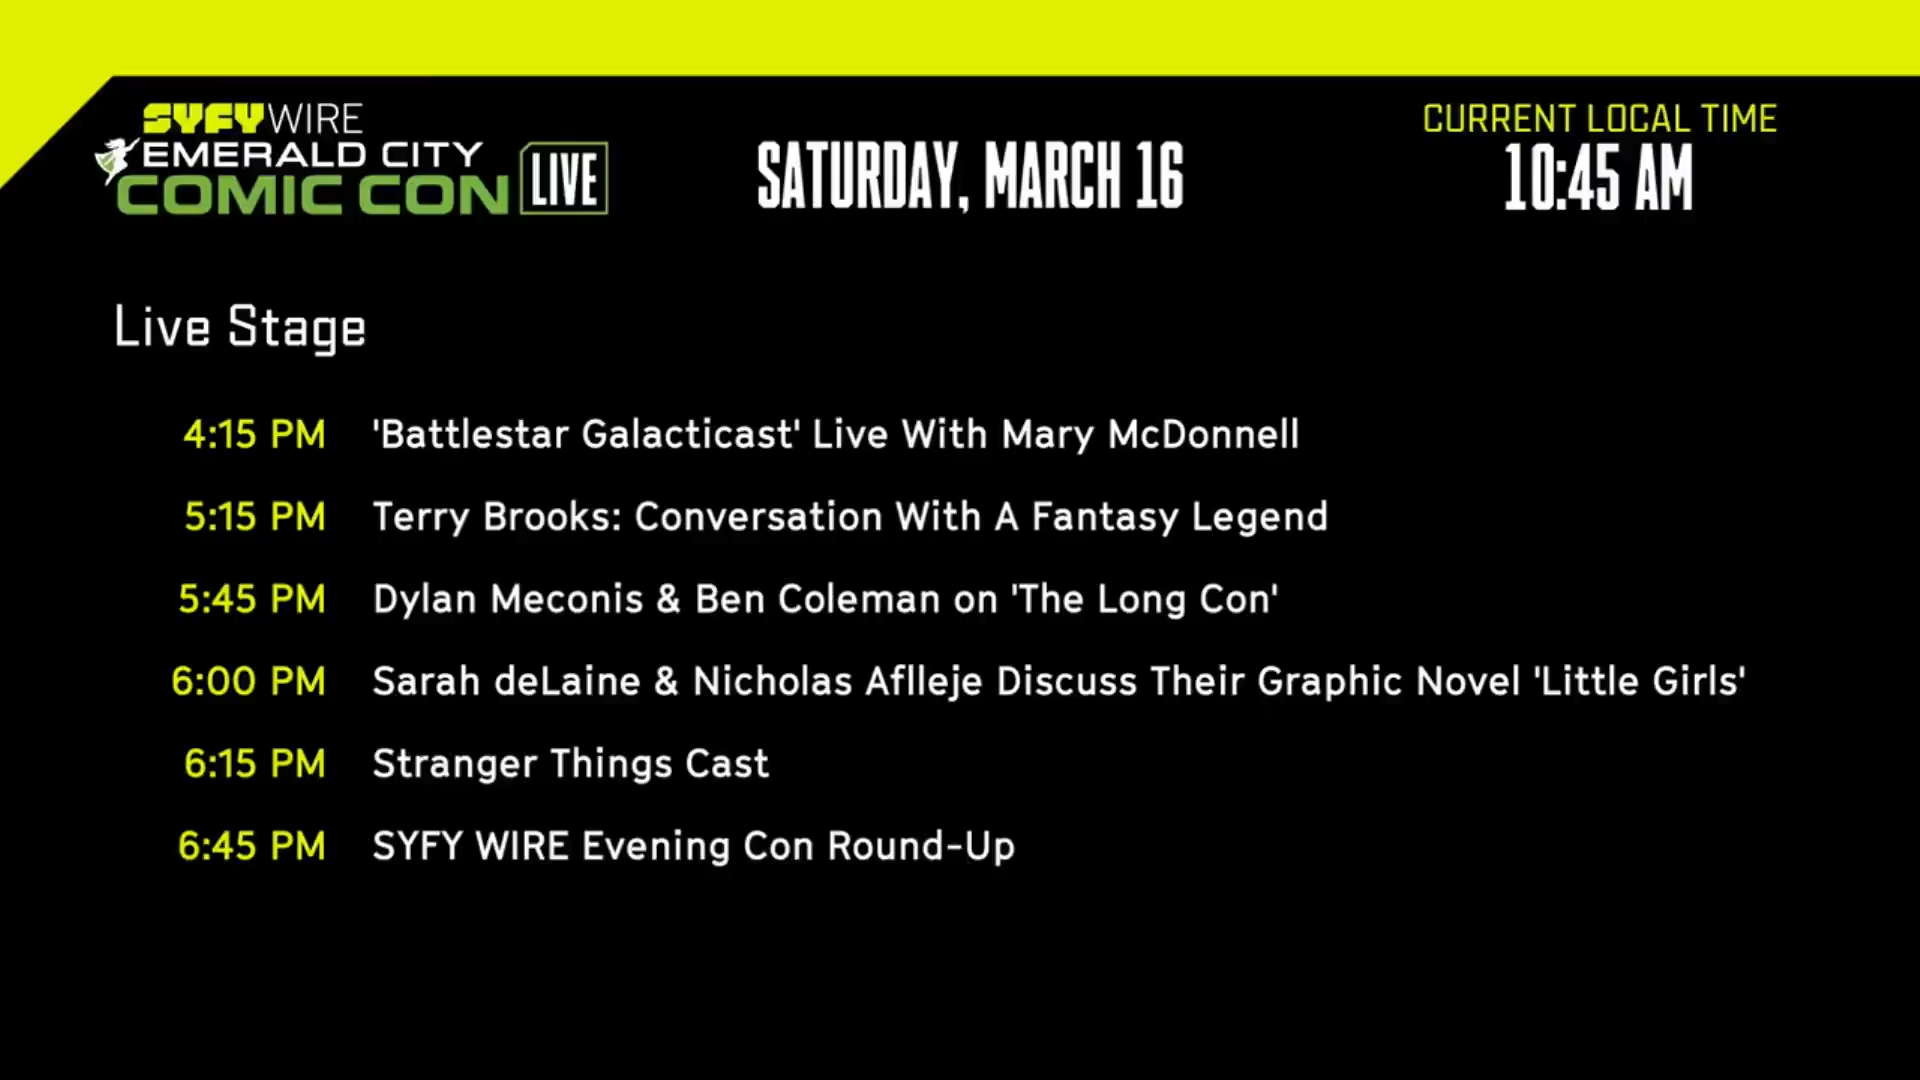 SYFY WIRE
EMERALD CITY
COMIC CON LIVE
SATURDAY, MARCH 16
CURRENT LOCAL TIME
10:45 AM
Live Stage
4:15 PM 'Battlestar Galacticast' Live With Mary McDonnell
5:15 PM Terry Brooks: Conversation With A Fantasy Legend
5:45 PM Dylan Meconis & Ben Coleman on 'The Long Con'
6:00 PM Sarah deLaine & Nicholas Aflleje Discuss Their Graphic Novel 'Little Girls'
6:15 PM Stranger Things Cast
6:45 PM SYFY WIRE Evening Con Round-Up